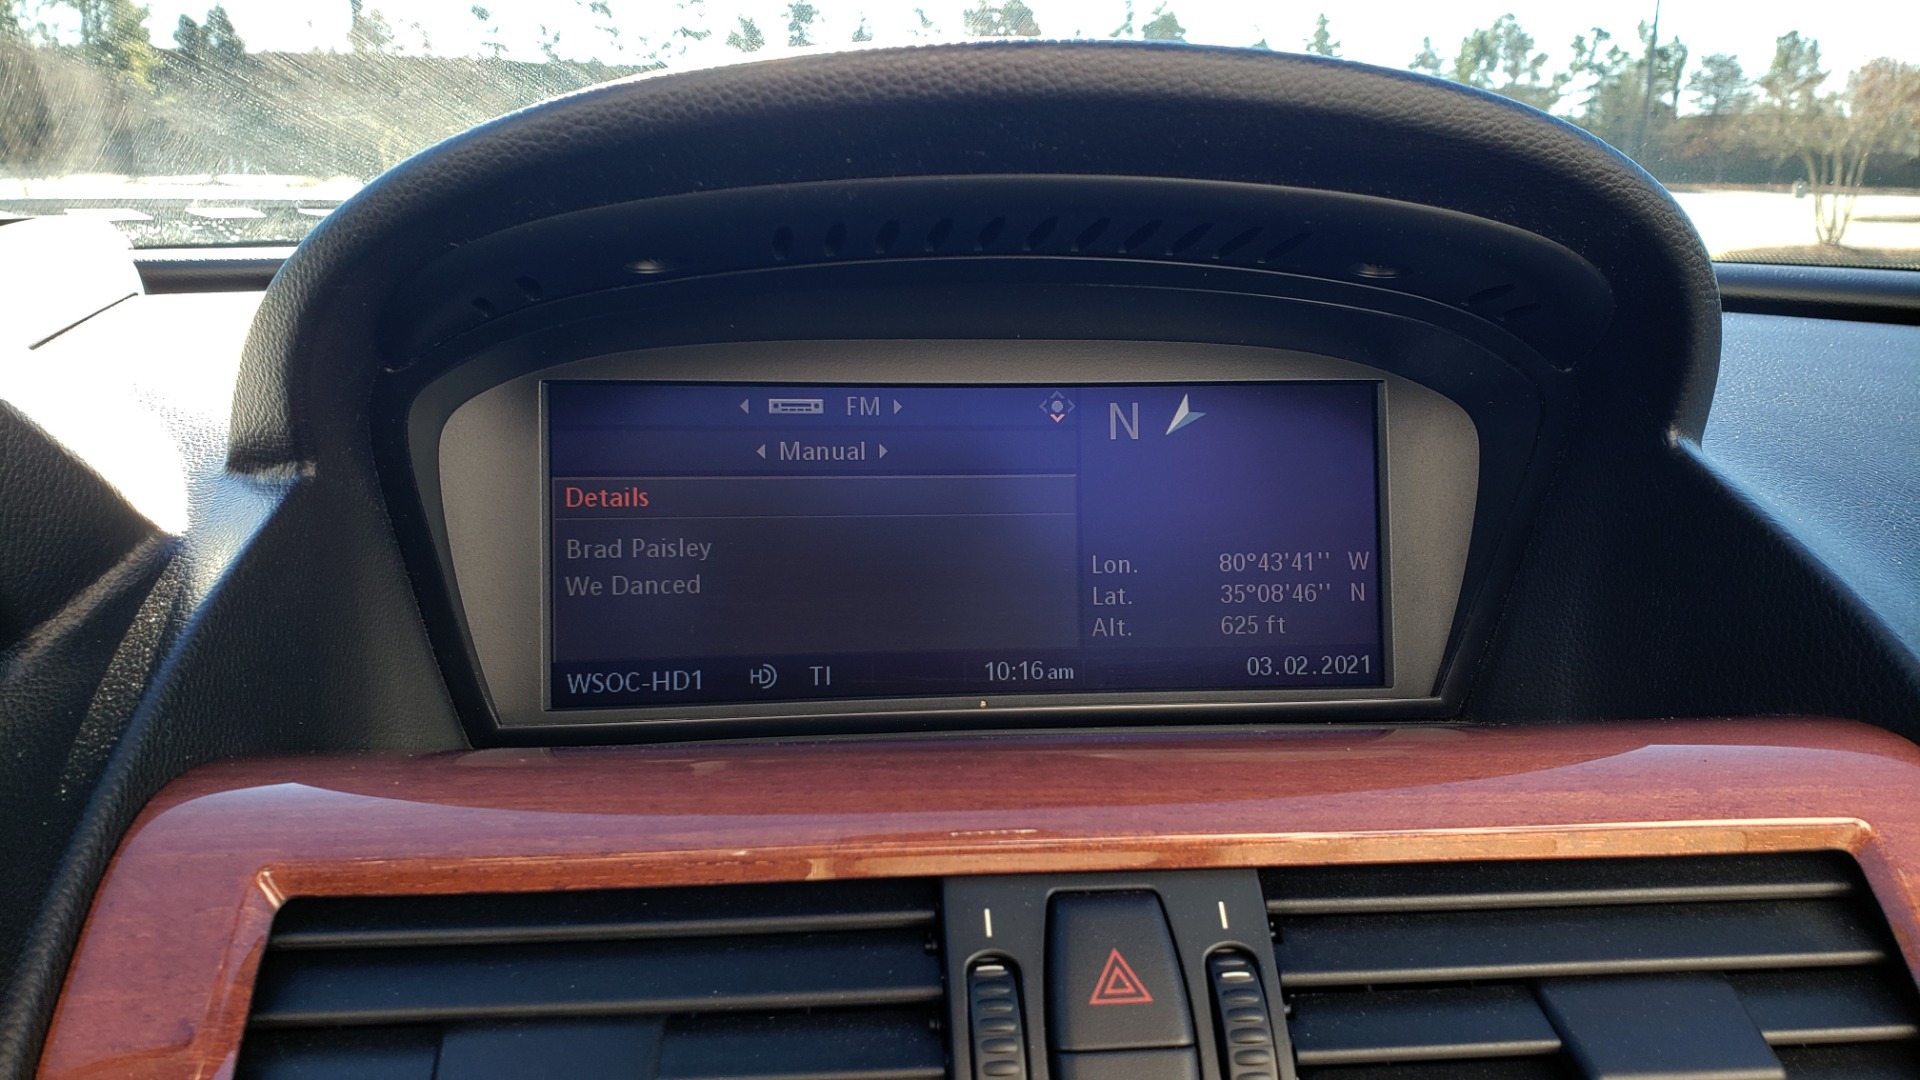 FM
Manual
Details
Brad Paisley
We Danced
WSOC-HD1 HD TI 10:16 am
N
Lon. 80°43'41'' W
Lat. 35°08'46'' N
Alt. 625 ft
03.02.2021